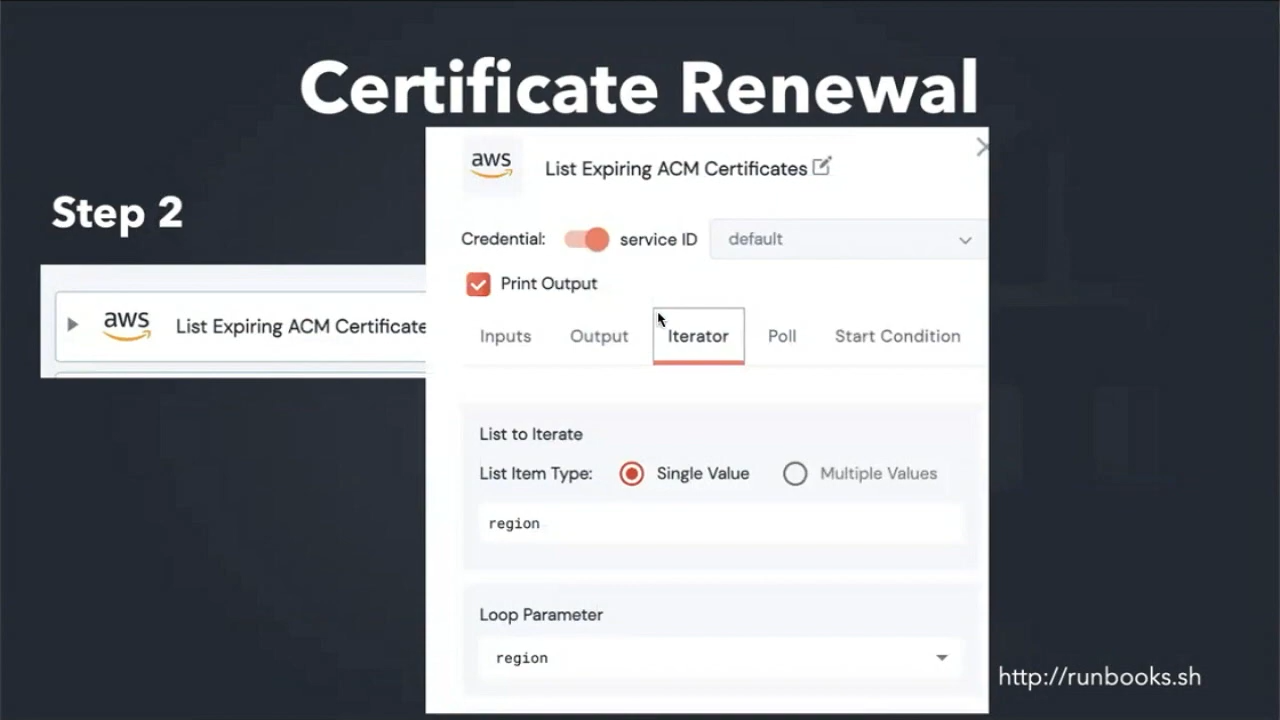 Certificate Renewal
Step 2
aws List Expiring ACM Certificate
aws List Expiring ACM Certificates
Credential: service ID default
Print Output
Inputs Output Iterator Poll Start Condition
List to Iterate
List Item Type: Single Value Multiple Values
region
Loop Parameter
region
http://runbooks.sh